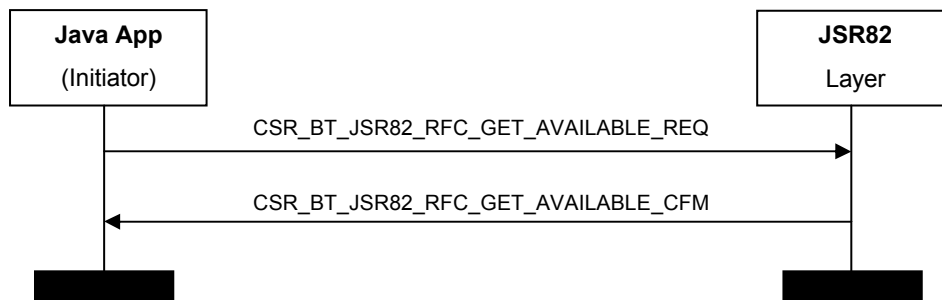 Java App
(Initiator)
JSR82
Layer
CSR_BT_JSR82_RFC_GET_AVAILABLE_REQ
CSR_BT_JSR82_RFC_GET_AVAILABLE_CFM